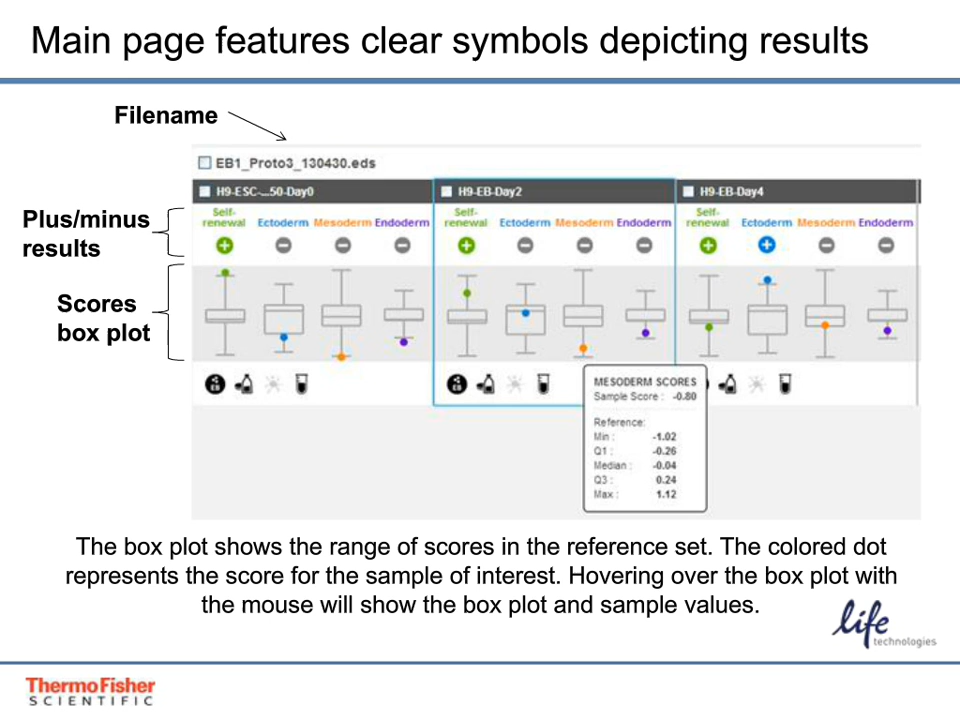 Main page features clear symbols depicting results
Filename
EB1_Proto3_130430.eds
H9-ESC-...50-Day0
H9-EB-Day2
H9-EB-Day4
Plus/minus
results
Self-
renewal Ectoderm Mesoderm Endoderm
Self-
renewal Ectoderm Mesoderm Endoderm
Self-
renewal Ectoderm Mesoderm Endoderm
Scores
box plot
EB
EB
MESODERM SCORES
Sample Score : -0.80
Reference:
Min : -1.02
Q1 : -0.26
Median : -0.04
Q3 : 0.24
Max : 1.12
The box plot shows the range of scores in the reference set. The colored dot
represents the score for the sample of interest. Hovering over the box plot with
the mouse will show the box plot and sample values.
life
technologies
ThermoFisher
SCIENTIFIC